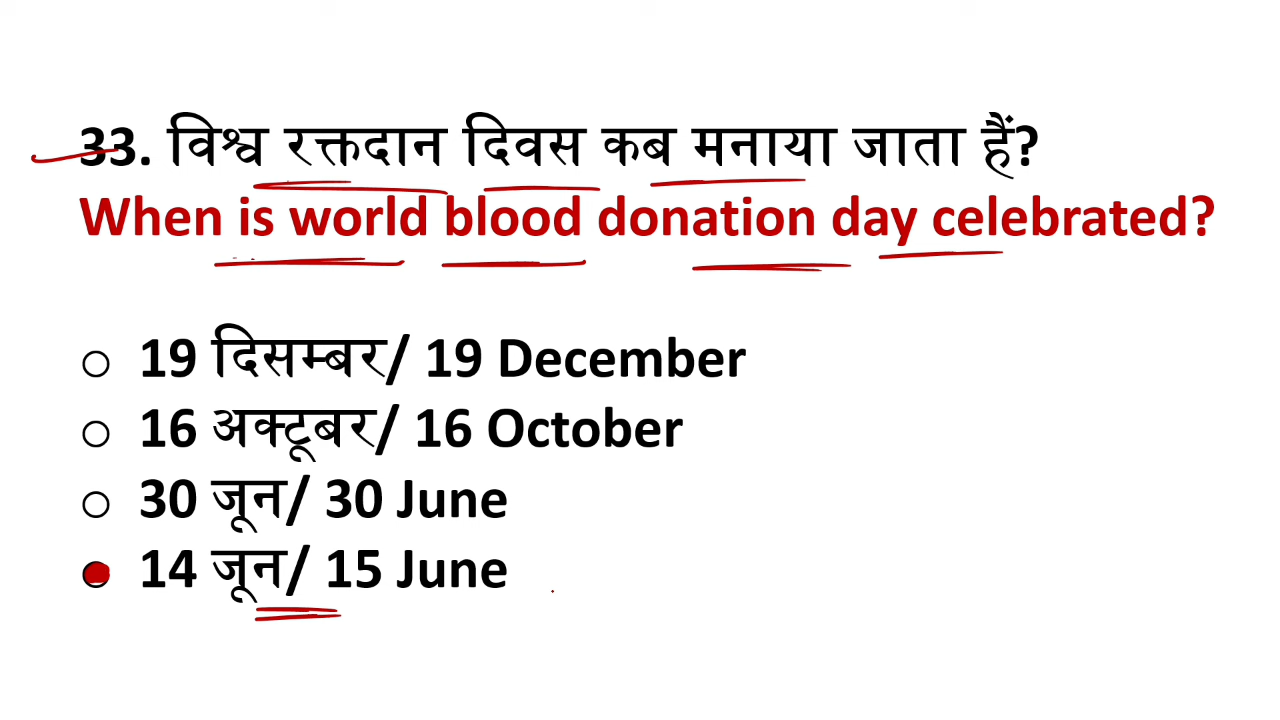 33. विश्व रक्तदान दिवस कब मनाया जाता हैं?
When is world blood donation day celebrated?
19 दिसम्बर/ 19 December
16 अक्टूबर/ 16 October
30 जून/ 30 June
14 जून/ 15 June